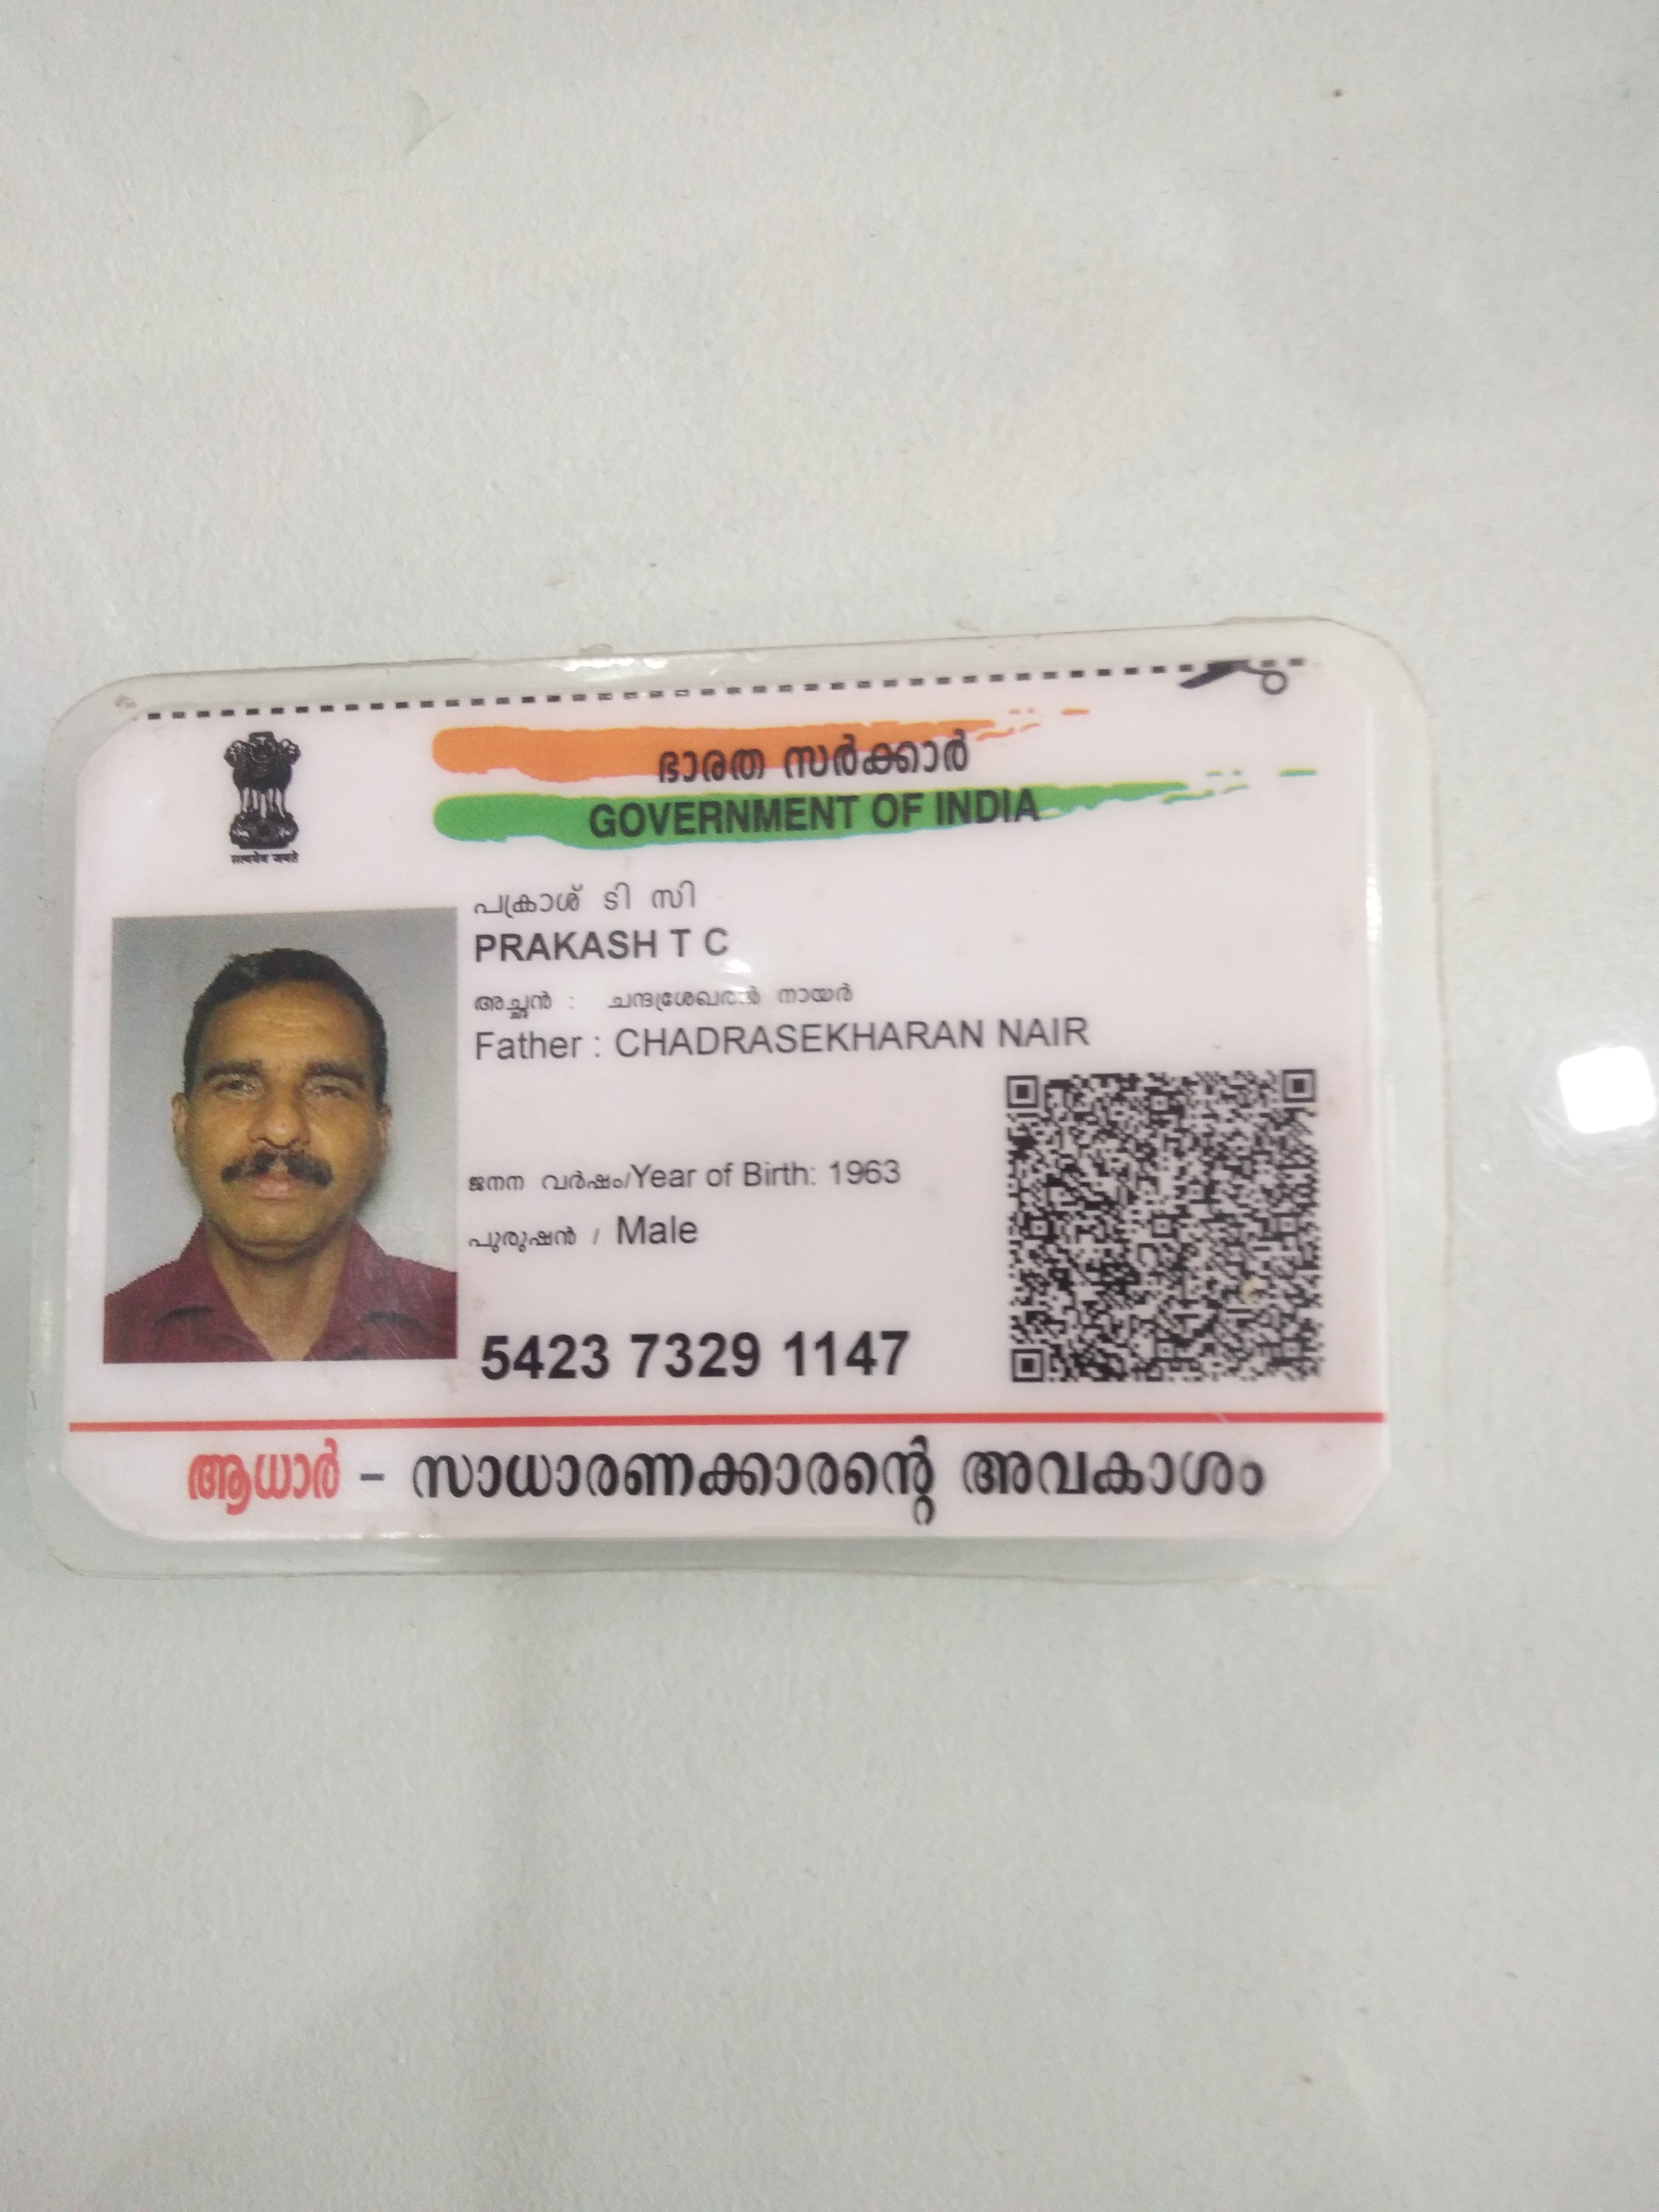 ഭാരത സർക്കാർ
GOVERNMENT OF INDIA
सत्यमेव जयते
പ്രകാശ് ടി സി
PRAKASH T C
അച്ഛൻ : ചന്ദ്രശേഖരൻ നായർ
Father : CHADRASEKHARAN NAIR
ജനന വർഷം/Year of Birth: 1963
പുരുഷൻ / Male
5423 7329 1147
ആധാർ - സാധാരണക്കാരന്റെ അവകാശം